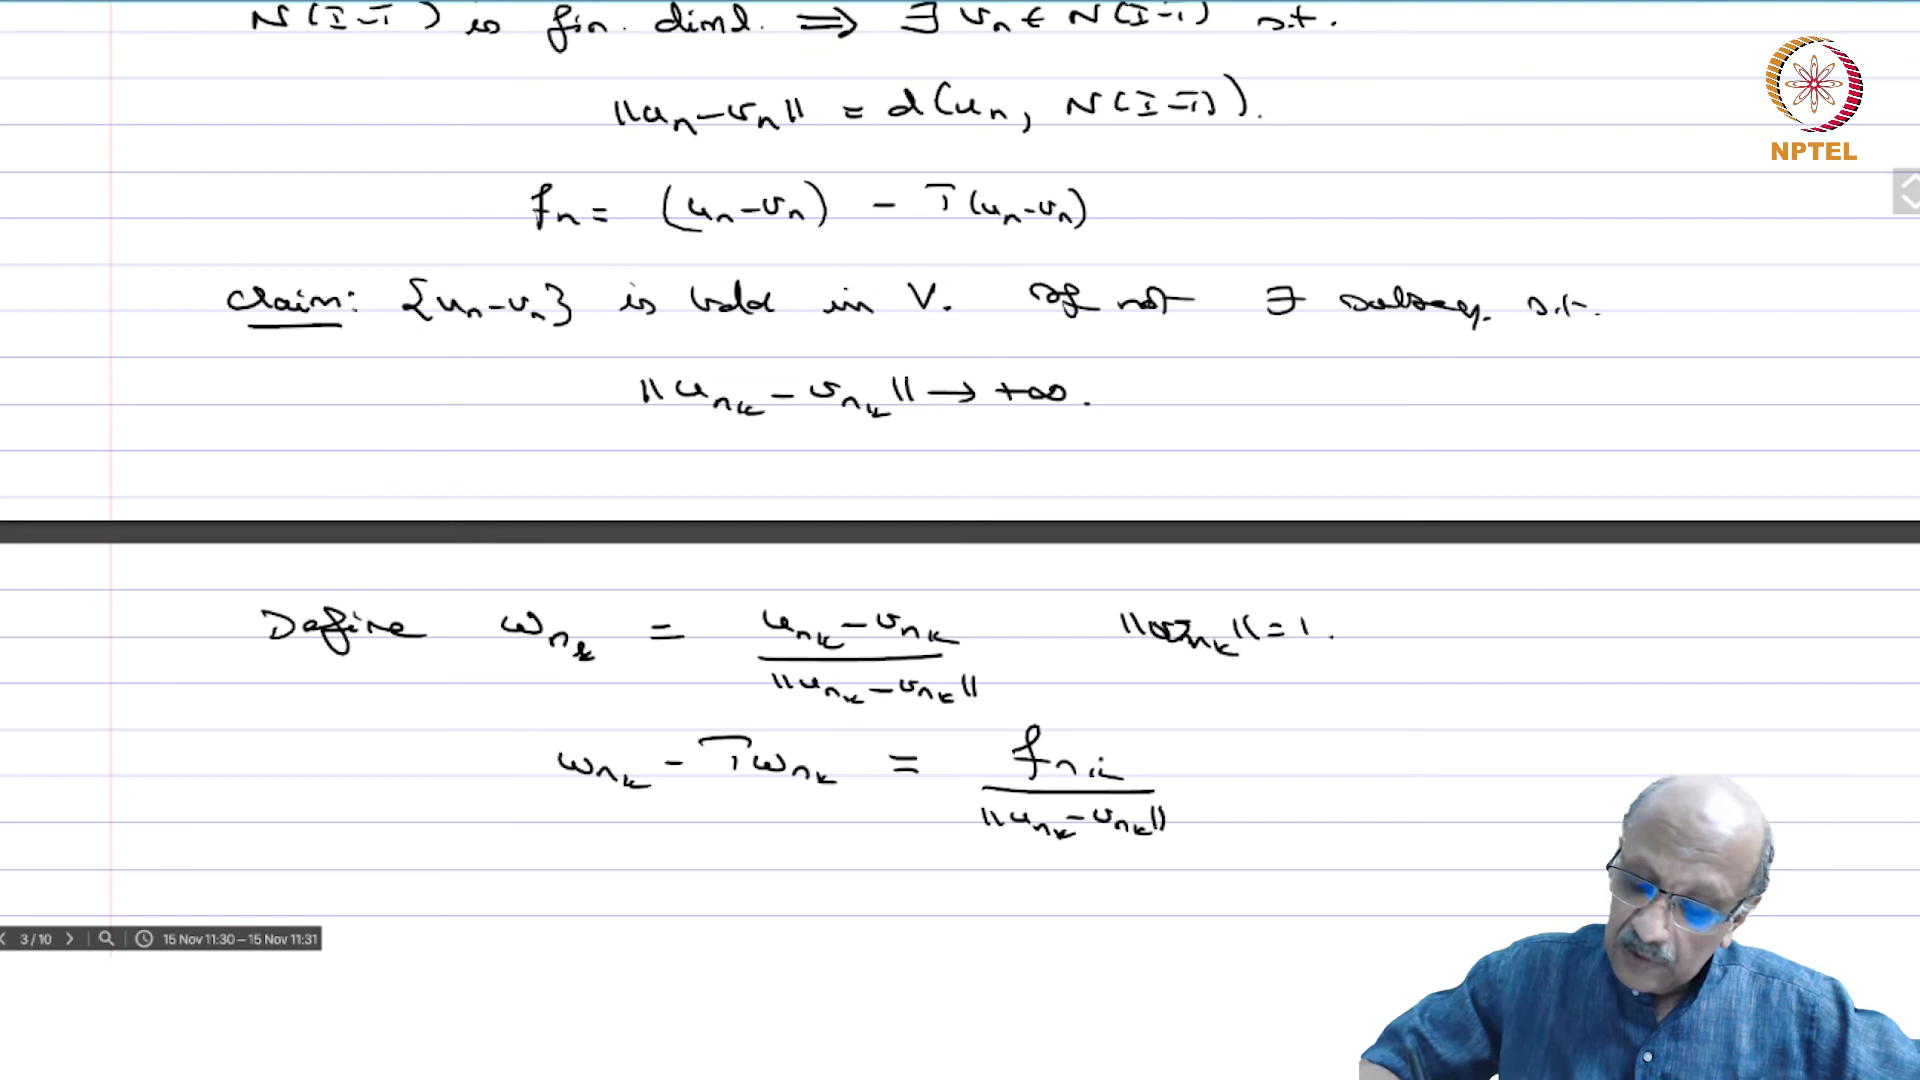 N(I-T) is fin. diml. ⟹ ∃ vₙ ∈ N(I-T) s.t.
||uₙ-vₙ|| = d(uₙ, N(I-T)).
NPTEL
fₙ = (uₙ-vₙ) - T(uₙ-vₙ)
Claim: {uₙ-vₙ} is bdd in V. If not ∃ subseq. s.t.
||u_{n_k} - v_{n_k}|| → +∞.
Define w_{n_k} = \frac{u_{n_k} - v_{n_k}}{||u_{n_k} - v_{n_k}||} ||w_{n_k}|| = 1.
w_{n_k} - Tw_{n_k} = \frac{f_{n_k}}{||u_{n_k} - v_{n_k}||}
3/10 15 Nov 11:30 – 15 Nov 11:31